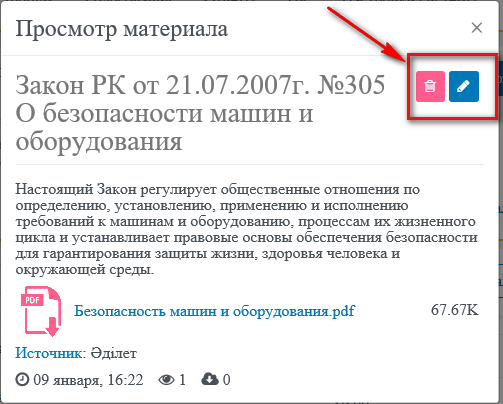 Просмотр материала ×
Закон РК от 21.07.2007г. №305
О безопасности машин и
оборудования
Настоящий Закон регулирует общественные отношения по
определению, установлению, применению и исполнению
требований к машинам и оборудованию, процессам их жизненного
цикла и устанавливает правовые основы обеспечения безопасности
для гарантирования защиты жизни, здоровья человека и
окружающей среды.
PDF
Безопасность машин и оборудования.pdf 67.67K
Источник: Әділет
09 января, 16:22 1 0